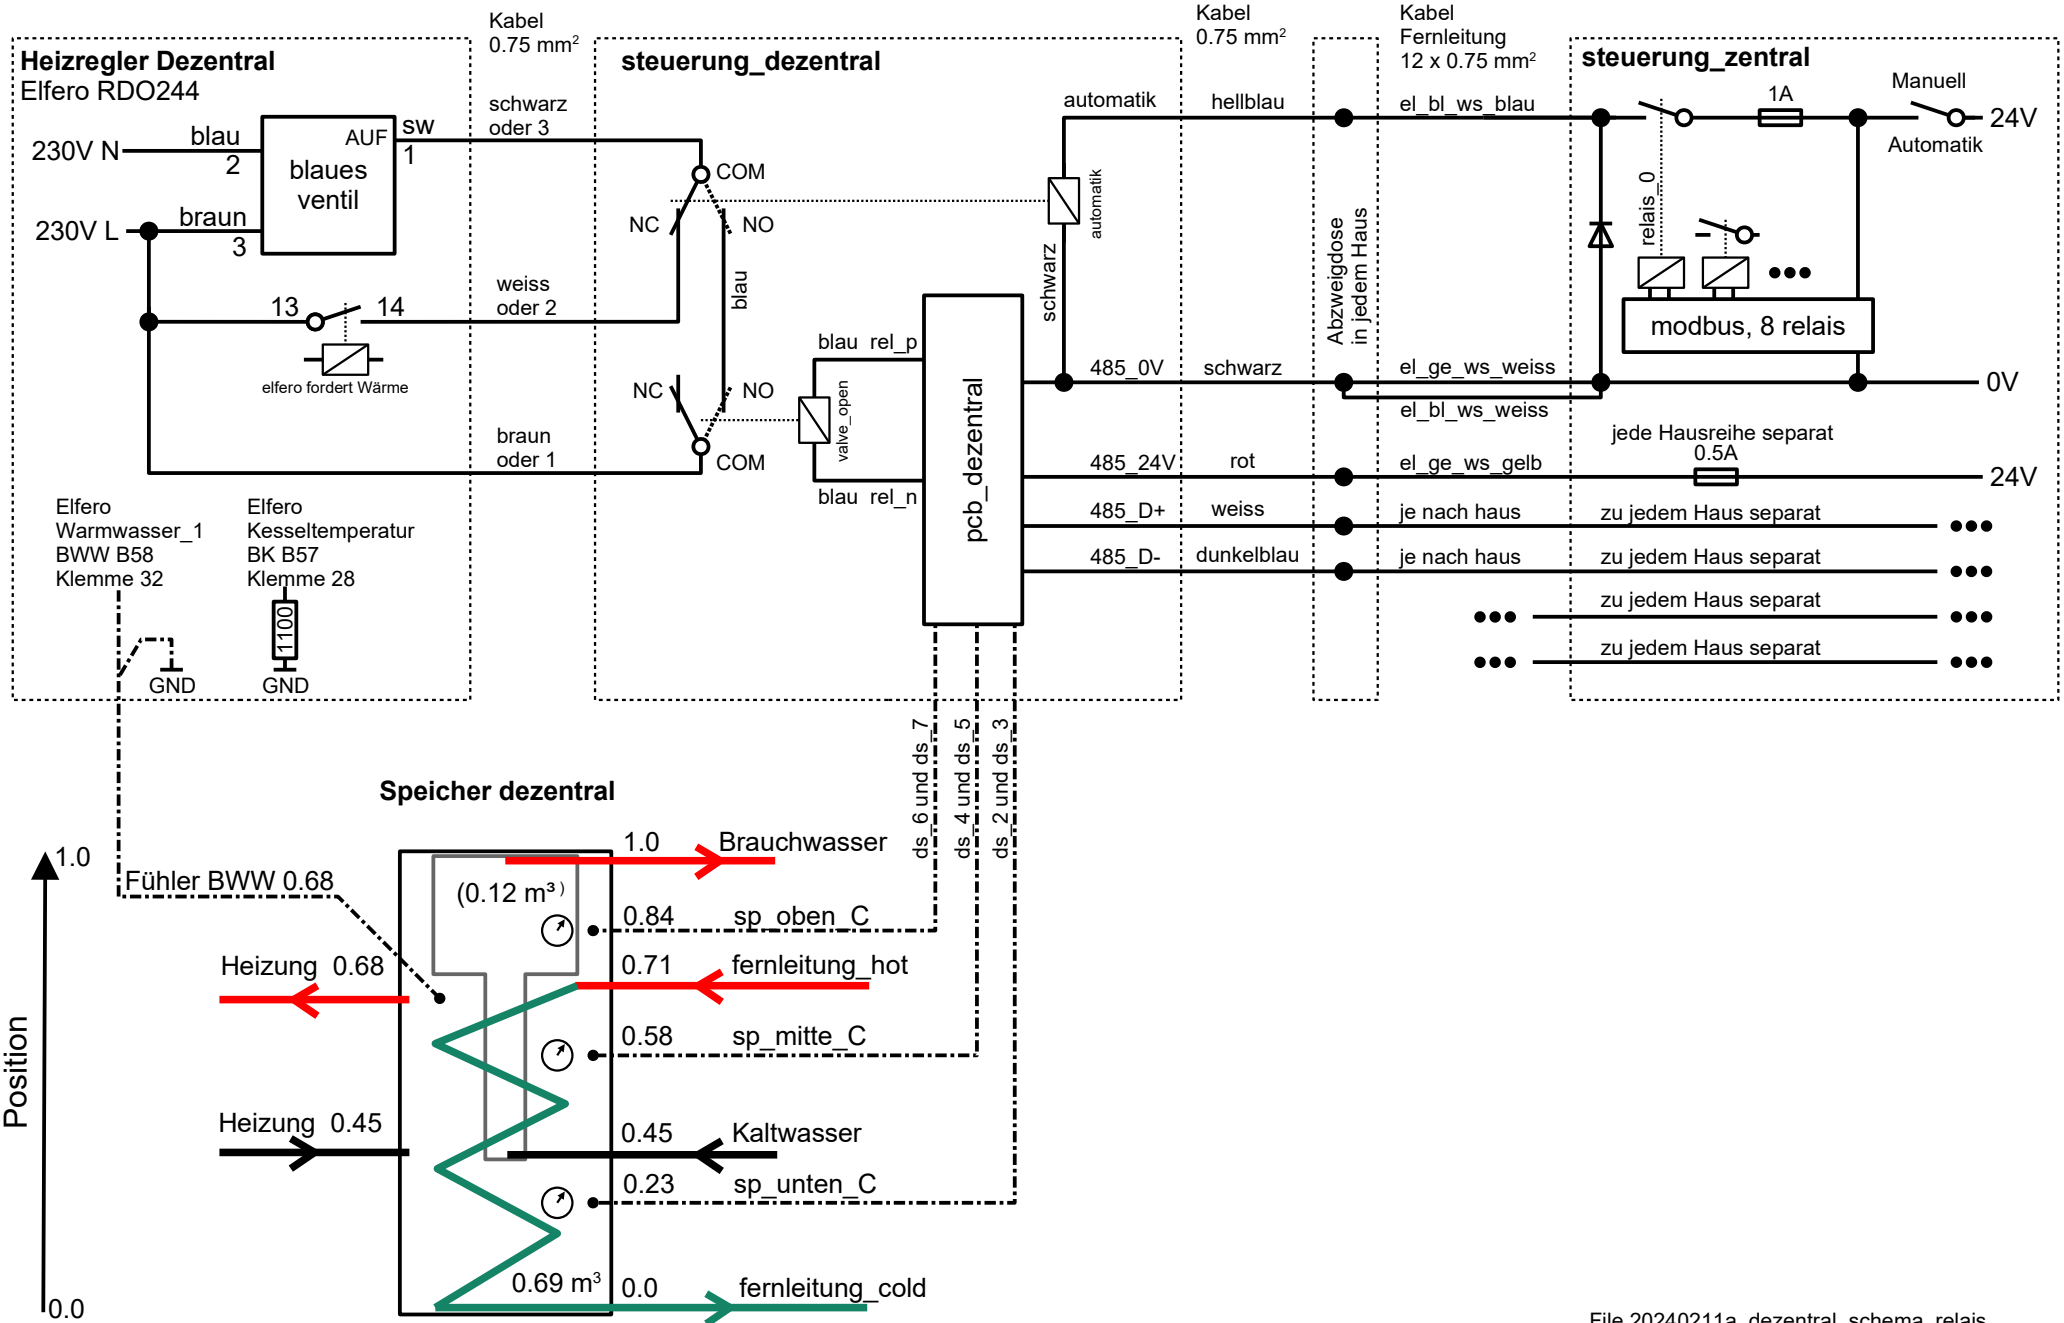 Kabel
0.75 mm²
Kabel
0.75 mm²
Kabel
Fernleitung
12 x 0.75 mm²
Heizregler Dezentral
Elfero RDO244
230V N
blau
2
AUF
blaues
ventil
sw
1
230V L
braun
3
schwarz
oder 3
13
14
elfero fordert Wärme
weiss
oder 2
braun
oder 1
Elfero
Warmwasser_1
BWW B58
Klemme 32
GND
Elfero
Kesseltemperatur
BK B57
Klemme 28
1100
GND
steuerung_dezentral
COM
NC
NO
blau
NC
NO
COM
automatik
automatik
schwarz
blau rel_p
valve_open
blau rel_n
pcb_dezentral
485_0V
485_24V
485_D+
485_D-
hellblau
schwarz
rot
weiss
dunkelblau
Abzweigdose
in jedem Haus
el_bl_ws_blau
el_ge_ws_weiss
el_bl_ws_weiss
el_ge_ws_gelb
je nach haus
je nach haus
steuerung_zentral
1A
Manuell
24V
Automatik
relais_0
modbus, 8 relais
0V
jede Hausreihe separat
0.5A
24V
zu jedem Haus separat
zu jedem Haus separat
zu jedem Haus separat
zu jedem Haus separat
ds_6 und ds_7
ds_4 und ds_5
ds_2 und ds_3
Speicher dezentral
1.0
Position
0.0
Fühler BWW 0.68
Heizung 0.68
Heizung 0.45
(0.12 m³)
0.69 m³
1.0 Brauchwasser
0.84 sp_oben_C
0.71 fernleitung_hot
0.58 sp_mitte_C
0.45 Kaltwasser
0.23 sp_unten_C
0.0 fernleitung_cold
File 20240211a_dezentral_schema_relais